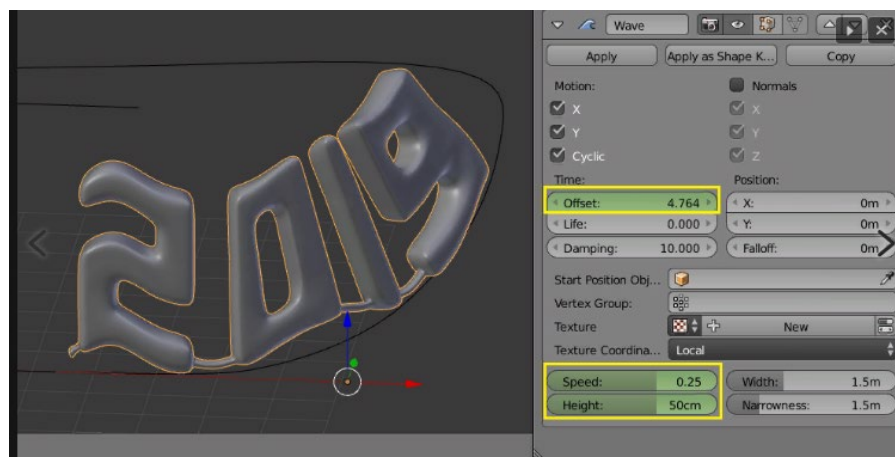 Wave
Apply
Apply as Shape K...
Copy
Motion:
Normals
X
X
Y
Y
Cyclic
Z
Time:
Position:
Offset: 4.764
X: 0m
Life: 0.000
Y: 0m
Damping: 10.000
Falloff: 0m
Start Position Obj...
Vertex Group:
Texture
New
Texture Coordina...
Local
Speed: 0.25
Width: 1.5m
Height: 50cm
Narrowness: 1.5m
2019